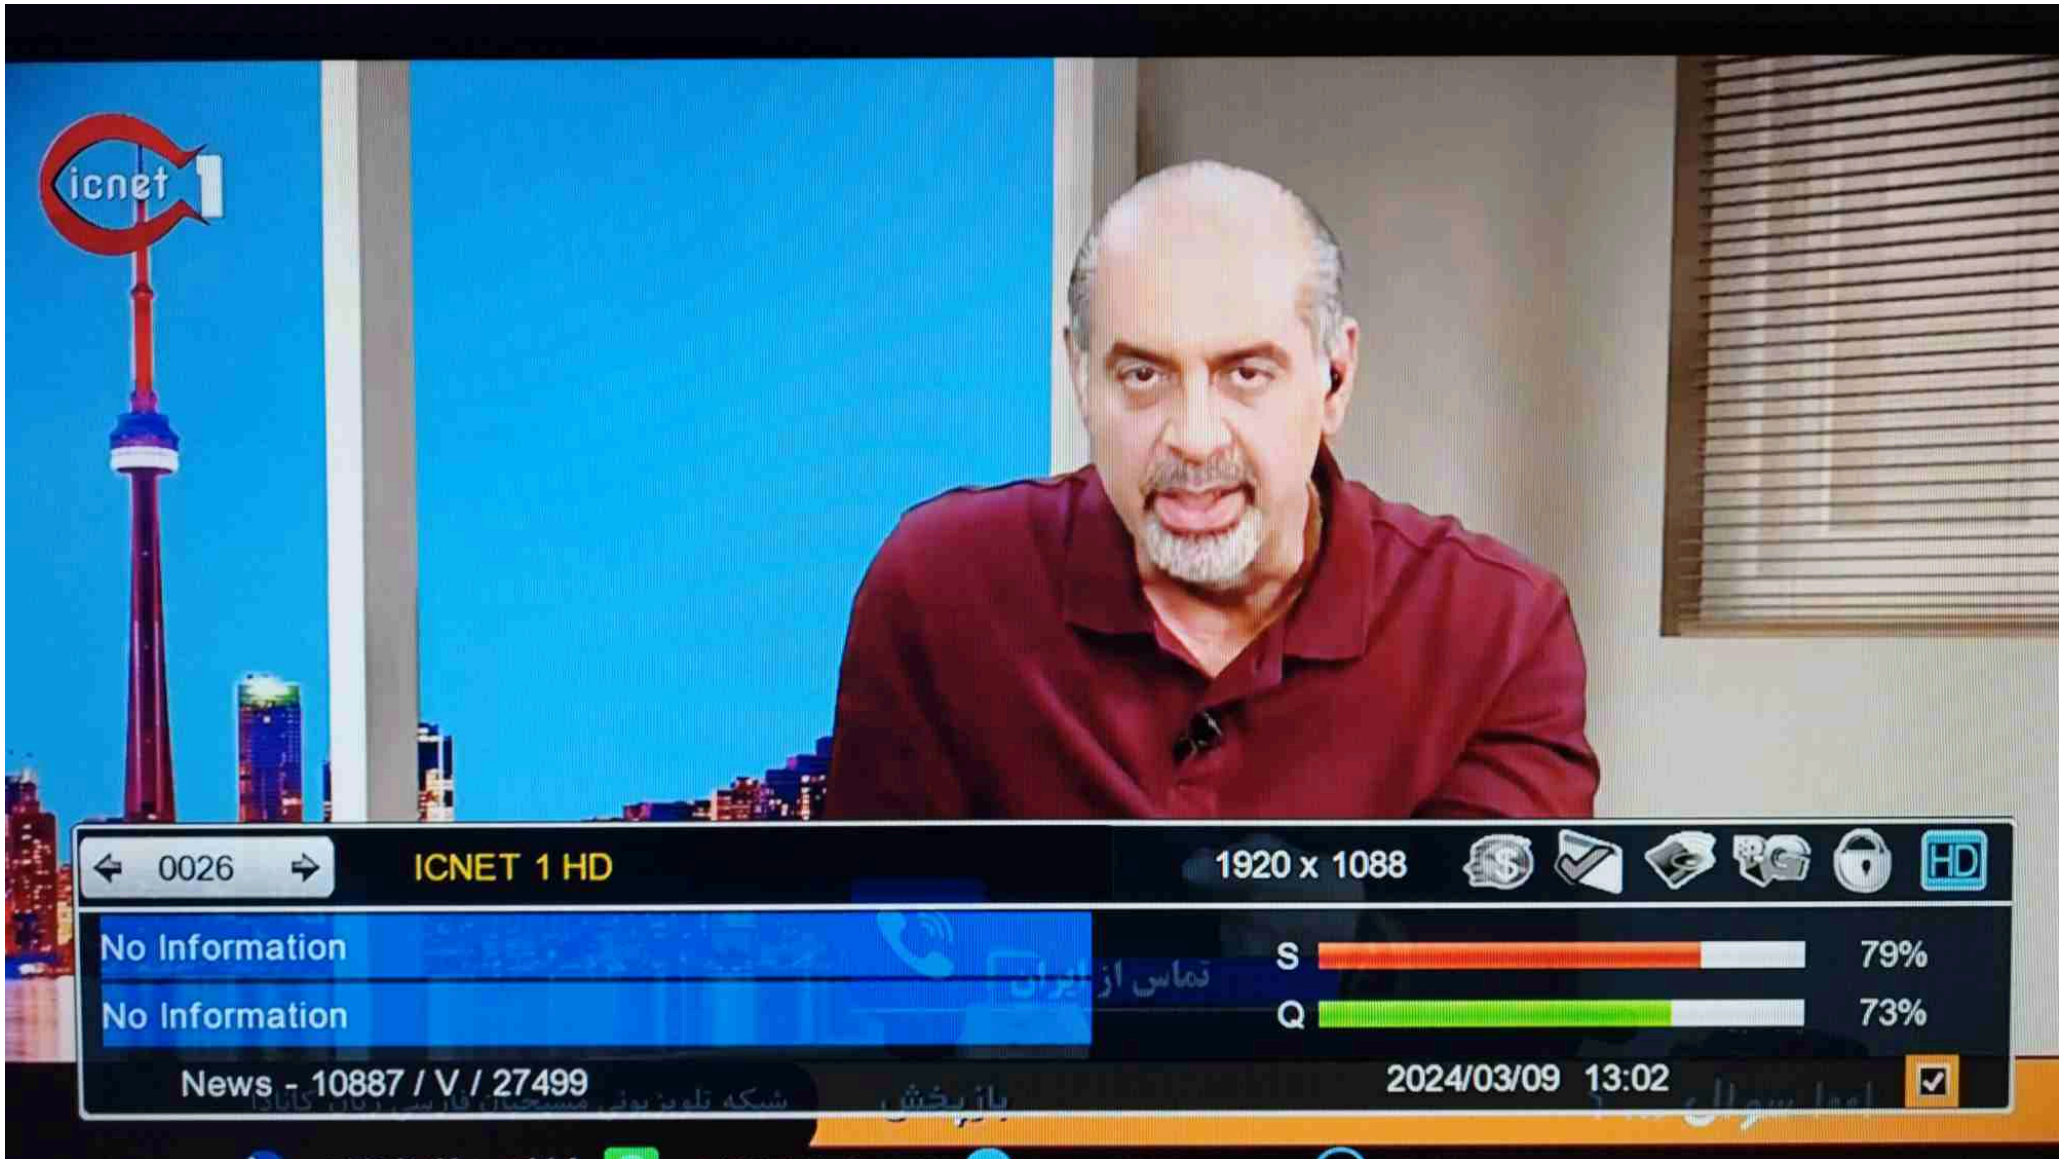 icnet 1
0026 ICNET 1 HD 1920 x 1088 HD
No Information
S 79%
تماس از ایران
No Information
Q 73%
News - 10887 / V / 27499 2024/03/09 13:02
شبکه تلویزیونی مسیحیان فارسی زبان کانادا
بازپخش